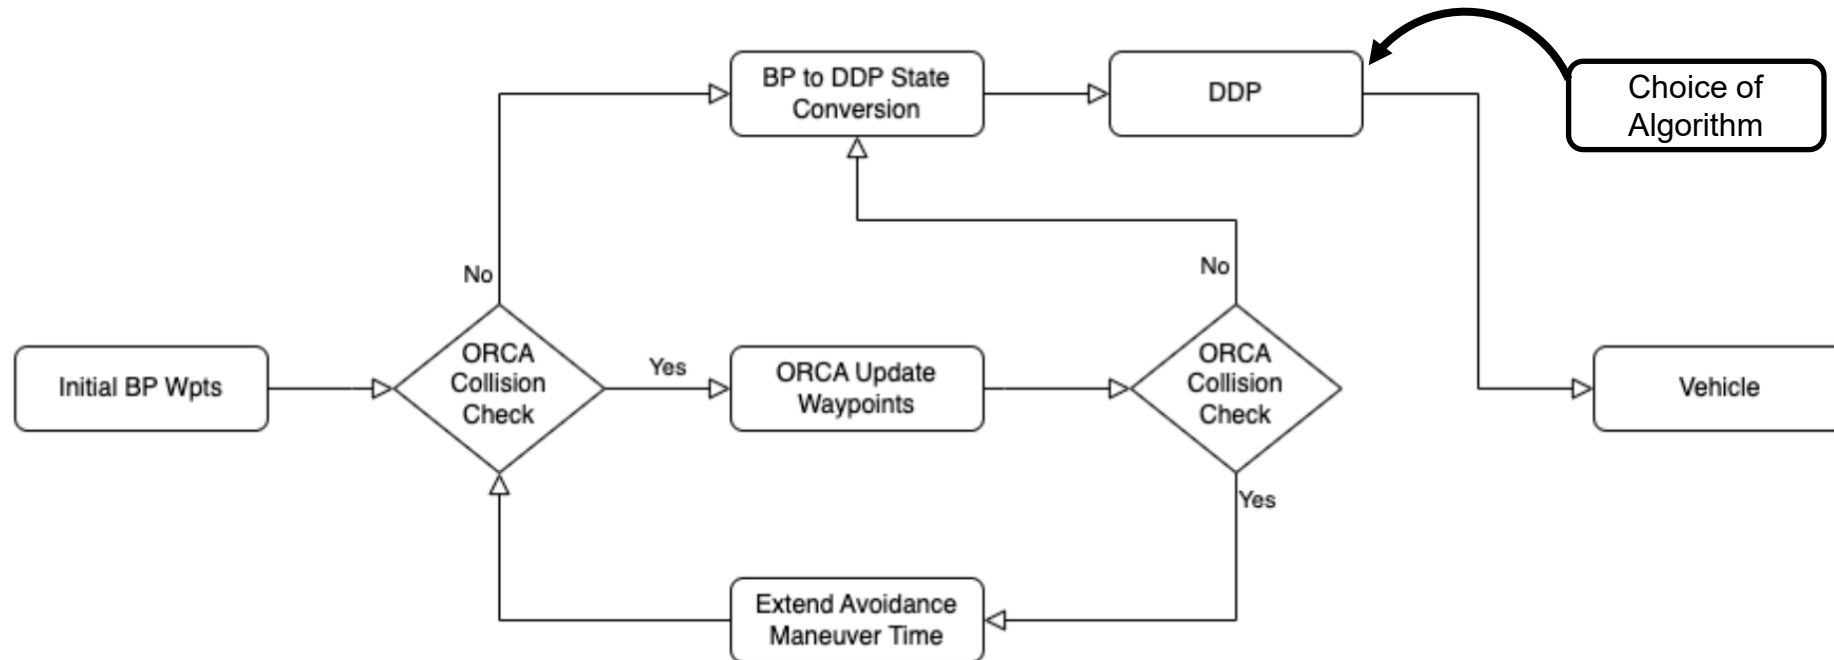 BP to DDP State
Conversion
DDP
Choice of
Algorithm
No
No
Initial BP Wpts
ORCA
Collision
Check
Yes
ORCA Update
Waypoints
ORCA
Collision
Check
Vehicle
Yes
Extend Avoidance
Maneuver Time